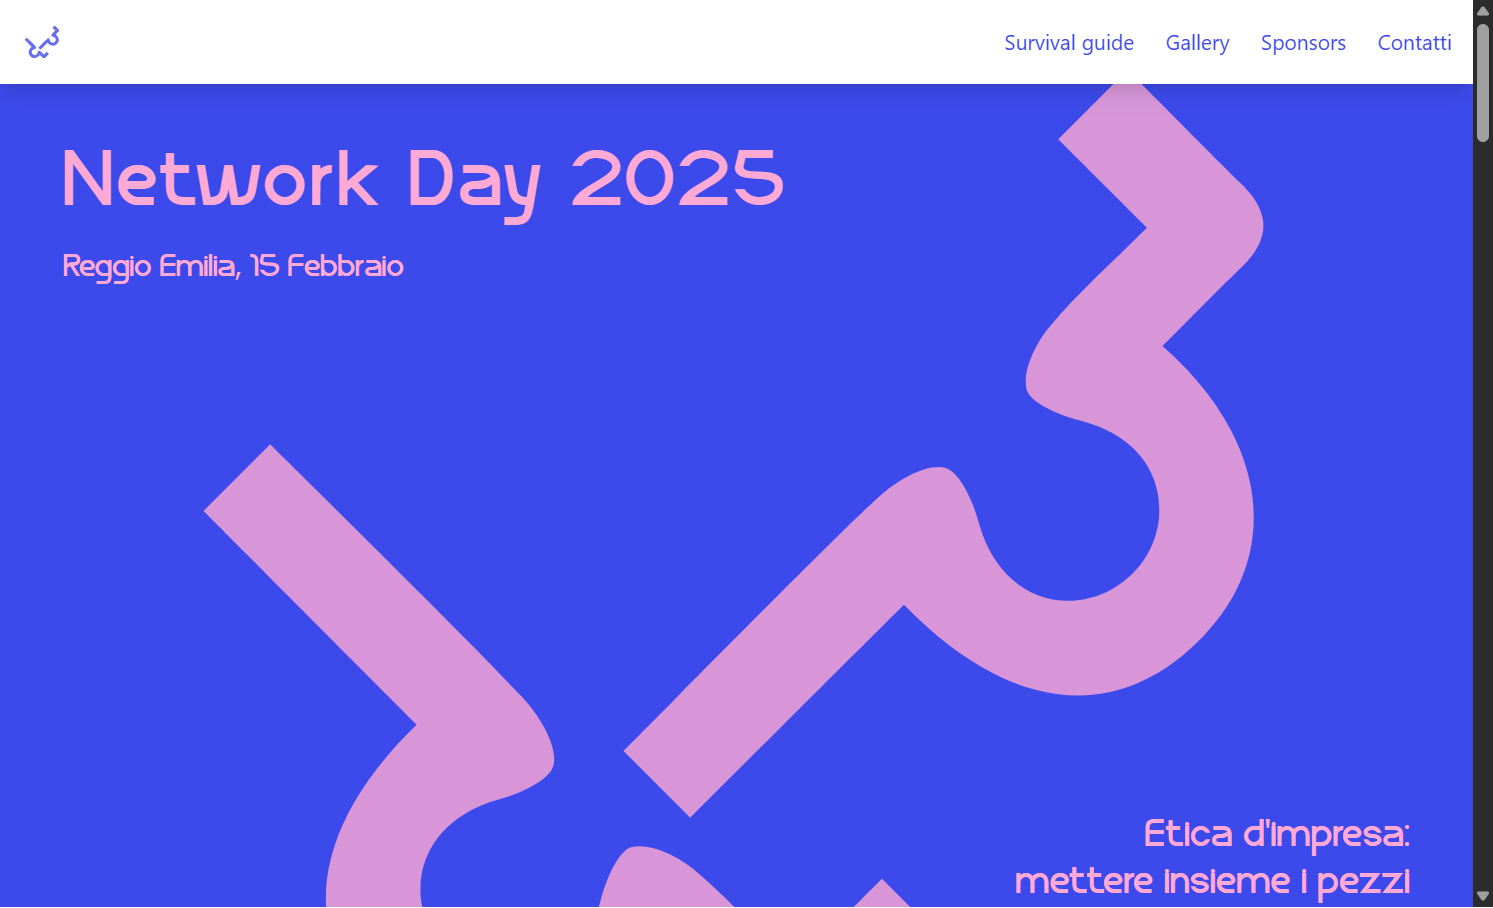 Survival guide
Gallery
Sponsors
Contatti
Network Day 2025
Reggio Emilia, 15 Febbraio
Etica d'impresa:
mettere insieme i pezzi